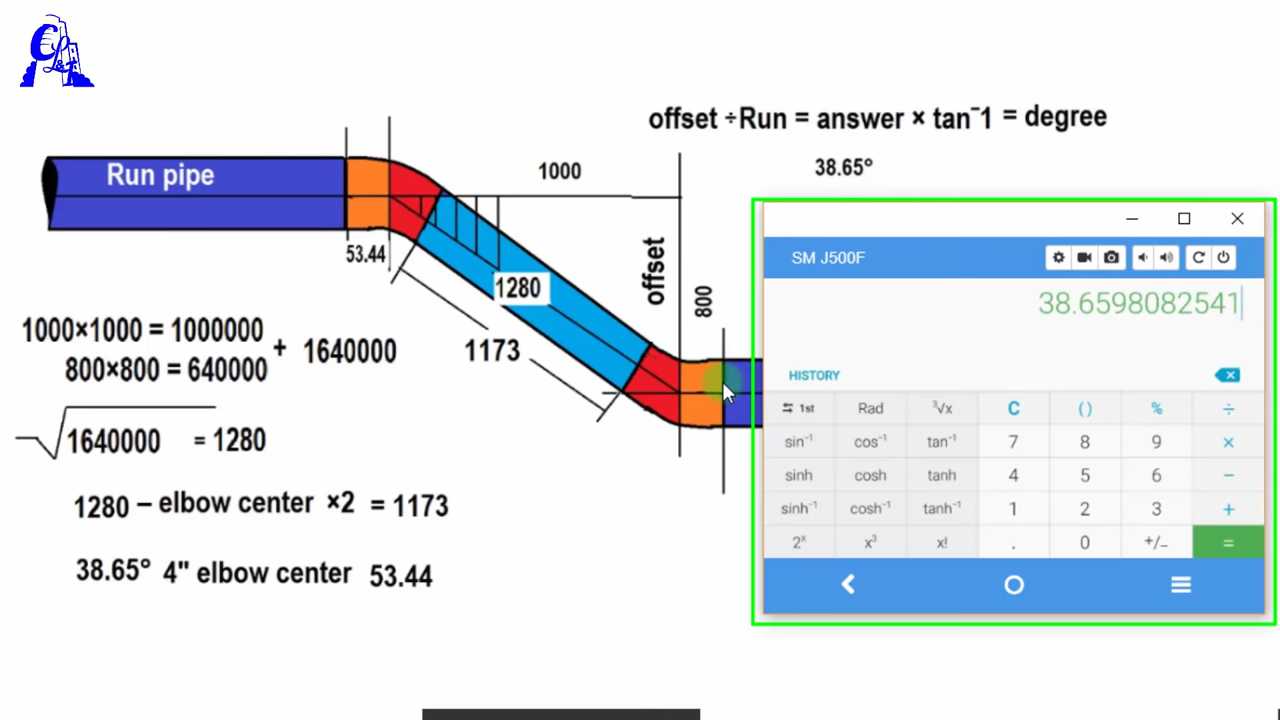 C
L
&
T
offset ÷Run = answer × tan⁻1 = degree
38.65°
Run pipe
1000
53.44
offset
800
1280
1173
1000×1000 = 1000000
800×800 = 640000
+ 1640000
√1640000 = 1280
1280 – elbow center ×2 = 1173
38.65° 4" elbow center 53.44
SM J500F
38.6598082541
HISTORY
⇆ 1st Rad ³√x C ( ) % ÷
sin⁻¹ cos⁻¹ tan⁻¹ 7 8 9 ×
sinh cosh tanh 4 5 6 −
sinh⁻¹ cosh⁻¹ tanh⁻¹ 1 2 3 +
2ˣ x³ x! . 0 +/− =